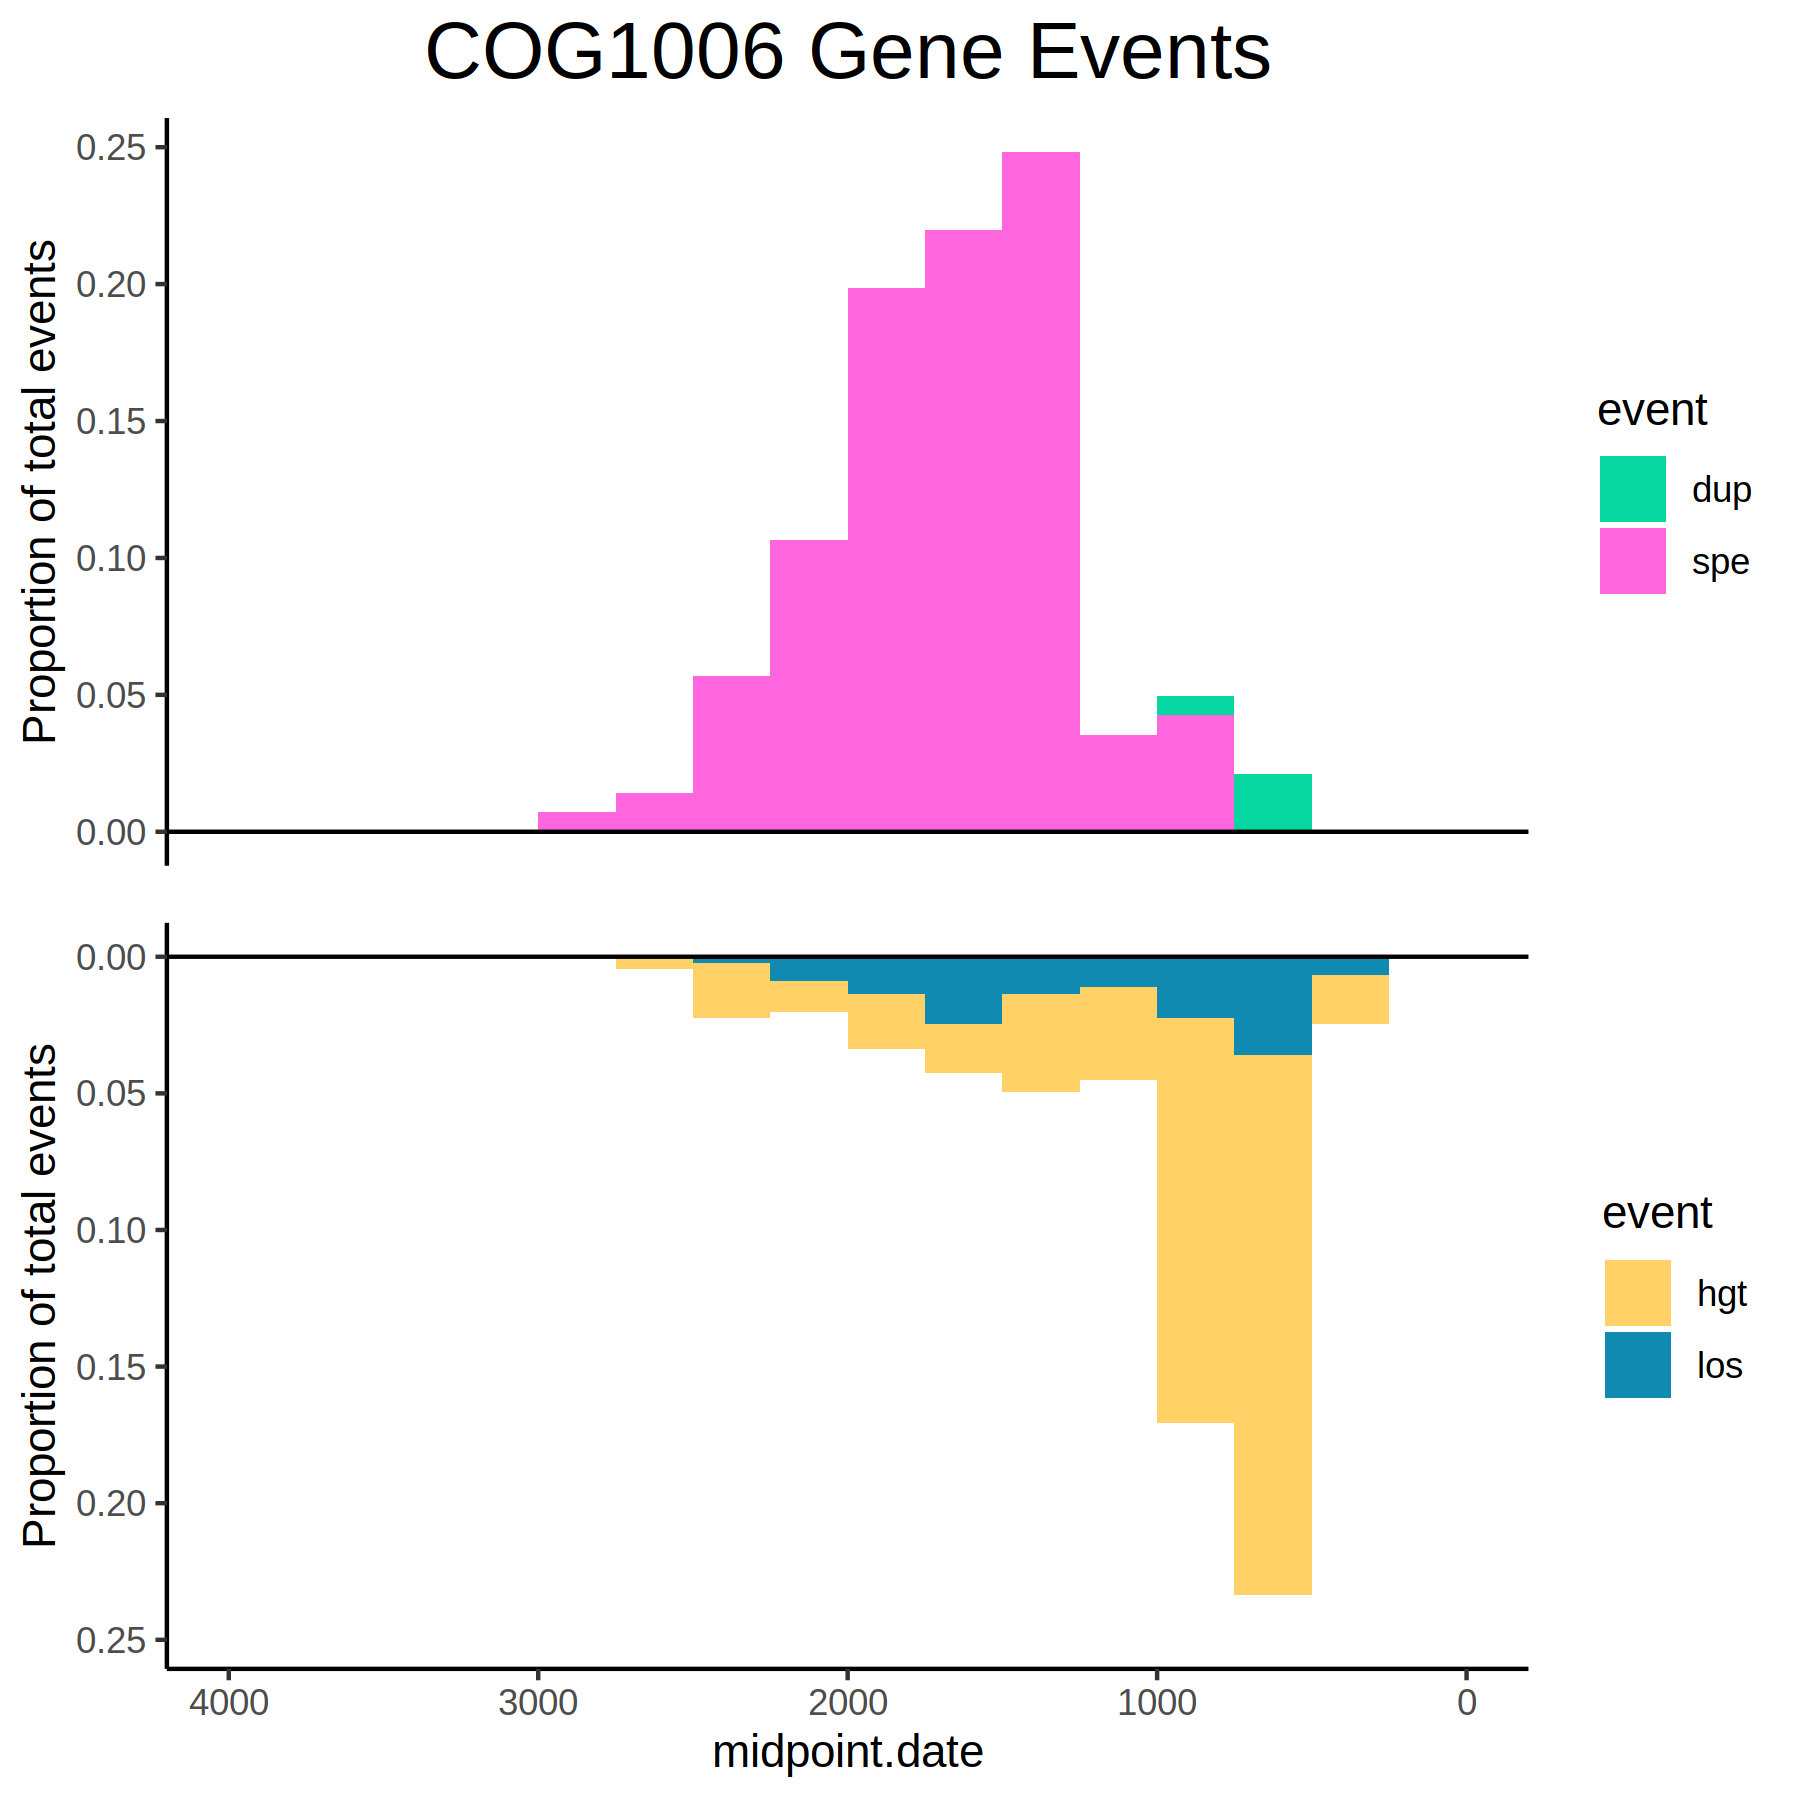 COG1006 Gene Events
Proportion of total events
0.25
0.20
0.15
0.10
0.05
0.00
event
dup
spe
Proportion of total events
0.00
0.05
0.10
0.15
0.20
0.25
event
hgt
los
4000 3000 2000 1000 0
midpoint.date